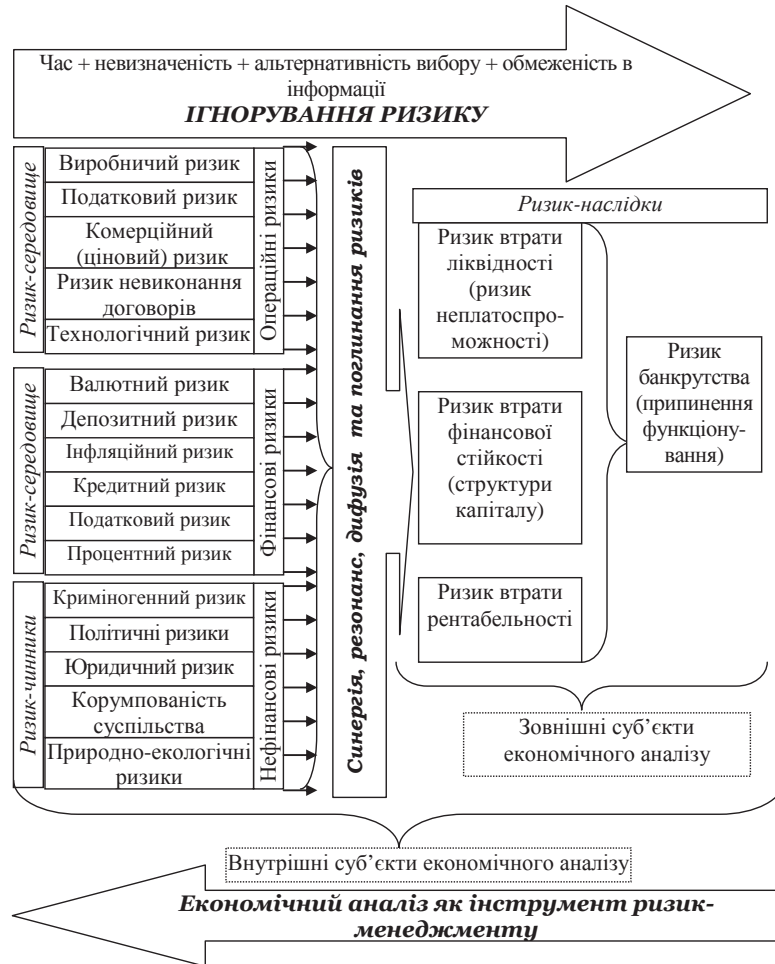 Час + невизначеність + альтернативність вибору + обмеженість в
інформації
ІГНОРУВАННЯ РИЗИКУ
Ризик-середовище
Виробничий ризик
Податковий ризик
Комерційний
(ціновий) ризик
Ризик невиконання
договорів
Технологічний ризик
Операційні ризики
Ризик-середовище
Валютний ризик
Депозитний ризик
Інфляційний ризик
Кредитний ризик
Податковий ризик
Процентний ризик
Фінансові ризики
Ризик-чинники
Криміногенний ризик
Політичні ризики
Юридичний ризик
Корумпованість
суспільства
Природно-екологічні
ризики
Нефінансові ризики
Синергія, резонанс, дифузія та поглинання ризиків
Ризик-наслідки
Ризик втрати
ліквідності
(ризик
неплатоспро-
можності)
Ризик втрати
фінансової
стійкості
(структури
капіталу)
Ризик втрати
рентабельності
Ризик
банкрутства
(припинення
функціону-
вання)
Зовнішні суб’єкти
економічного аналізу
Внутрішні суб’єкти економічного аналізу
Економічний аналіз як інструмент ризик-
менеджменту